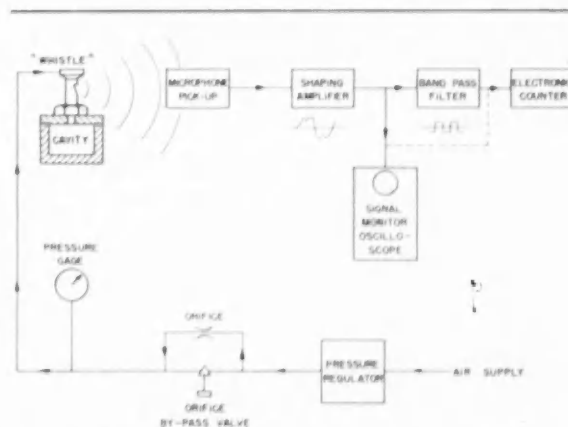 "WHISTLE"
CAVITY
MICROPHONE
PICK-UP
SHAPING
AMPLIFIER
BAND PASS
FILTER
ELECTRONIC
COUNTER
SIGNAL
MONITOR
OSCILLO-
SCOPE
PRESSURE
GAGE
ORIFICE
ORIFICE
BY-PASS VALVE
PRESSURE
REGULATOR
AIR SUPPLY